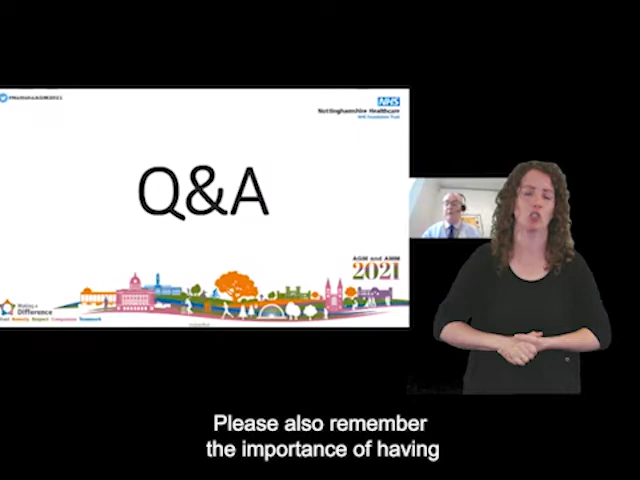 NHS
Nottinghamshire Healthcare
NHS Foundation Trust
Q&A
AGM and AMM
2021
Making a
Difference
Trust Honesty Respect Compassion Teamwork
Please also remember
the importance of having